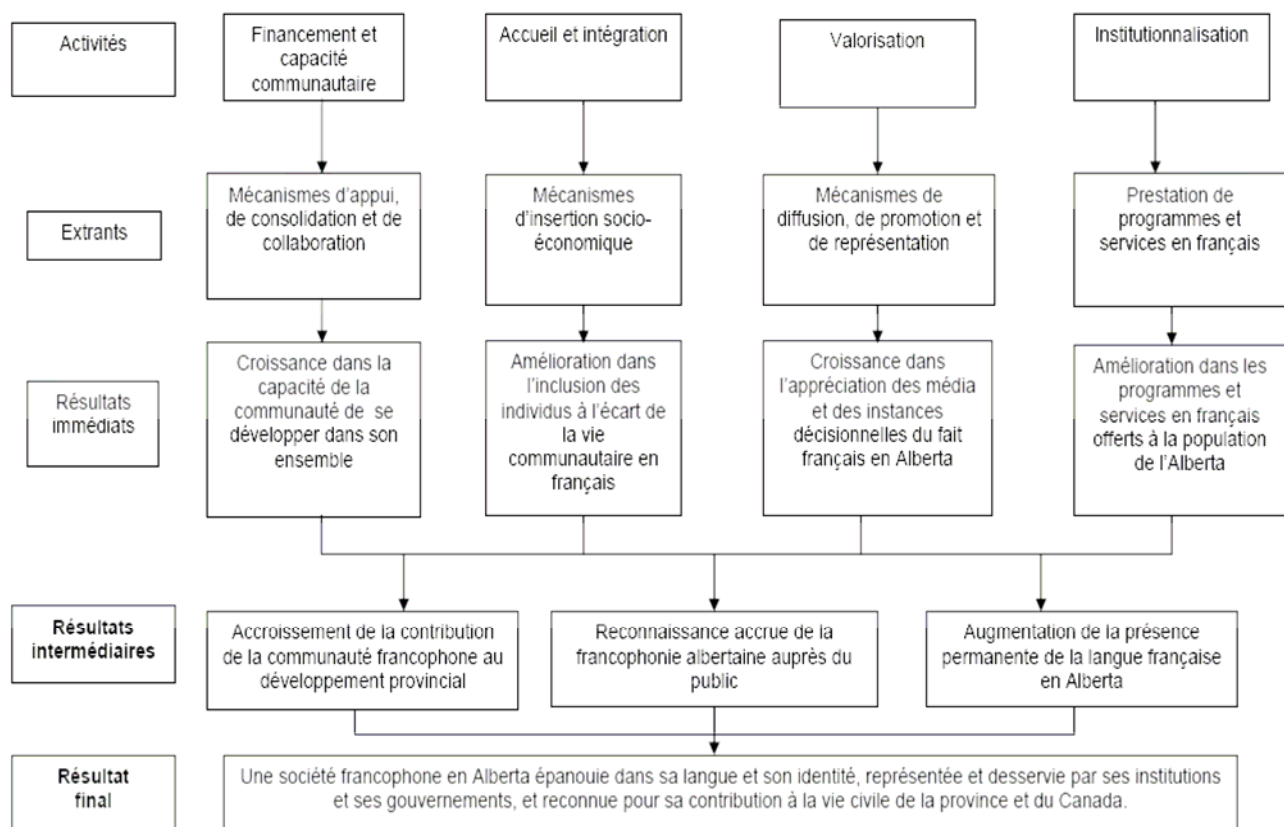 Activités
Financement et
capacité
communautaire
Accueil et intégration
Valorisation
Institutionnalisation
Extrants
Mécanismes d'appui,
de consolidation et de
collaboration
Mécanismes
d'insertion socio-
économique
Mécanismes de
diffusion, de promotion et
de représentation
Prestation de
programmes et
services en français
Résultats
immédiats
Croissance dans la
capacité de la
communauté de se
développer dans son
ensemble
Amélioration dans
l'inclusion des
individus à l'écart de
la vie
communautaire en
français
Croissance dans
l'appréciation des média
et des instances
décisionnelles du fait
français en Alberta
Amélioration dans les
programmes et
services en français
offerts à la population
de l'Alberta
Résultats
intermédiaires
Accroissement de la contribution
de la communauté francophone au
développement provincial
Reconnaissance accrue de la
francophonie albertaine auprès du
public
Augmentation de la présence
permanente de la langue française
en Alberta
Résultat
final
Une société francophone en Alberta épanouie dans sa langue et son identité, représentée et desservie par ses institutions
et ses gouvernements, et reconnue pour sa contribution à la vie civile de la province et du Canada.